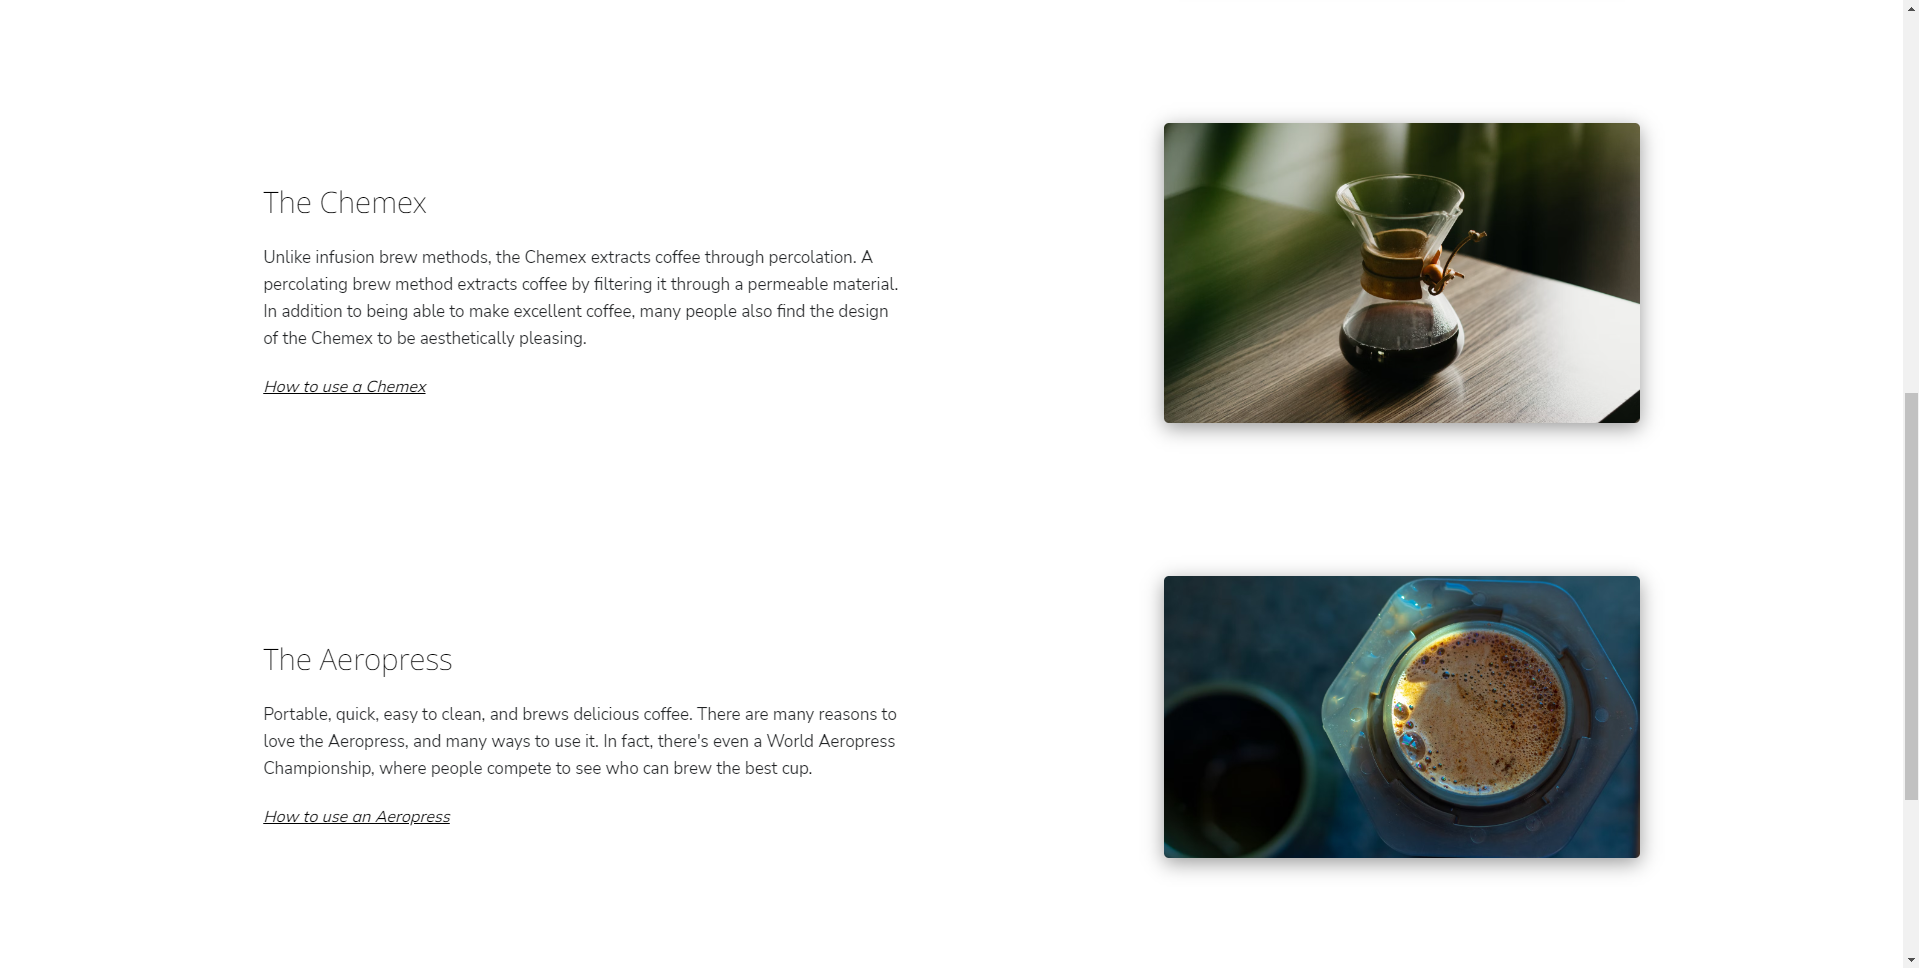 The Chemex
Unlike infusion brew methods, the Chemex extracts coffee through percolation. A
percolating brew method extracts coffee by filtering it through a permeable material.
In addition to being able to make excellent coffee, many people also find the design
of the Chemex to be aesthetically pleasing.
How to use a Chemex
The Aeropress
Portable, quick, easy to clean, and brews delicious coffee. There are many reasons to
love the Aeropress, and many ways to use it. In fact, there's even a World Aeropress
Championship, where people compete to see who can brew the best cup.
How to use an Aeropress